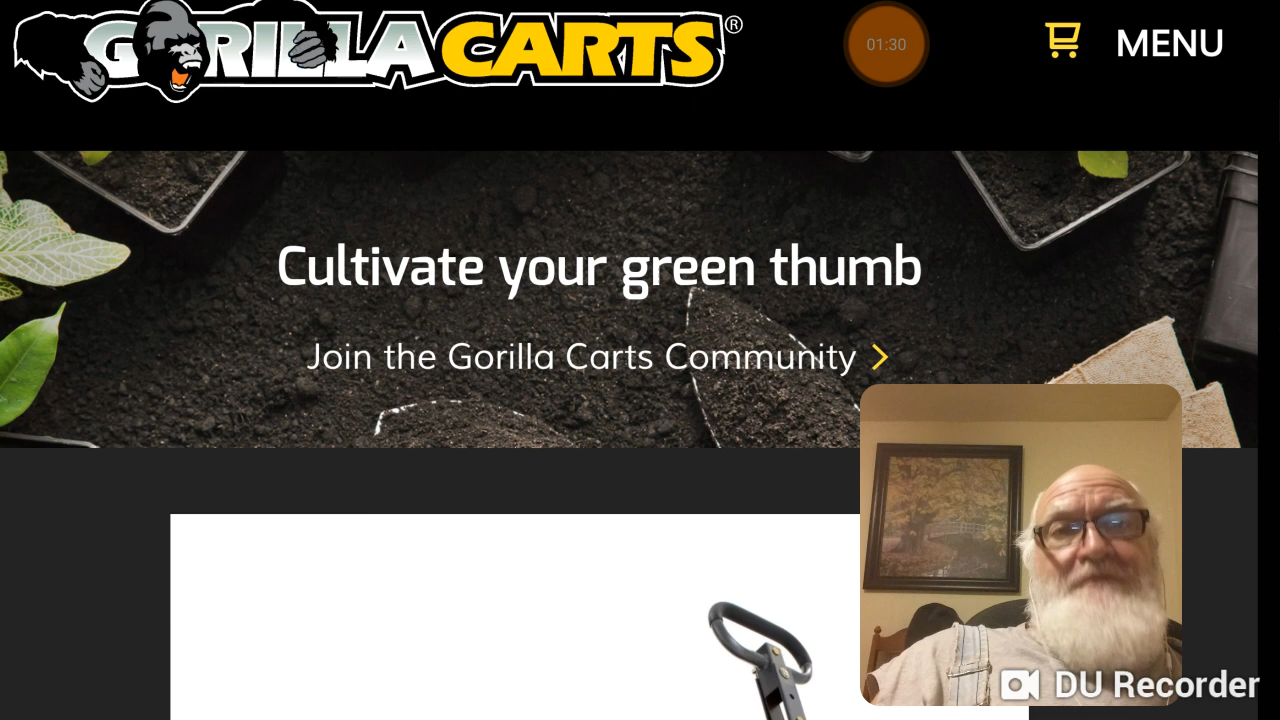 GORILLA CARTS®
01:30
MENU
Cultivate your green thumb
Join the Gorilla Carts Community
DU Recorder